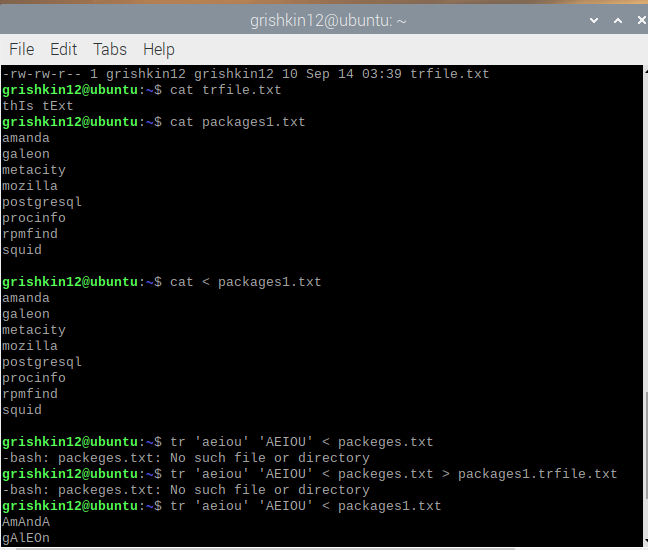 grishkin12@ubuntu: ~
File Edit Tabs Help
-rw-rw-r-- 1 grishkin12 grishkin12 10 Sep 14 03:39 trfile.txt
grishkin12@ubuntu:~$ cat trfile.txt
thIs tExt
grishkin12@ubuntu:~$ cat packages1.txt
amanda
galeon
metacity
mozilla
postgresql
procinfo
rpmfind
squid
grishkin12@ubuntu:~$ cat < packages1.txt
amanda
galeon
metacity
mozilla
postgresql
procinfo
rpmfind
squid
grishkin12@ubuntu:~$ tr 'aeiou' 'AEIOU' < packeges.txt
-bash: packeges.txt: No such file or directory
grishkin12@ubuntu:~$ tr 'aeiou' 'AEIOU' < packeges.txt > packages1.trfile.txt
-bash: packeges.txt: No such file or directory
grishkin12@ubuntu:~$ tr 'aeiou' 'AEIOU' < packages1.txt
AmAndA
gAlEOn